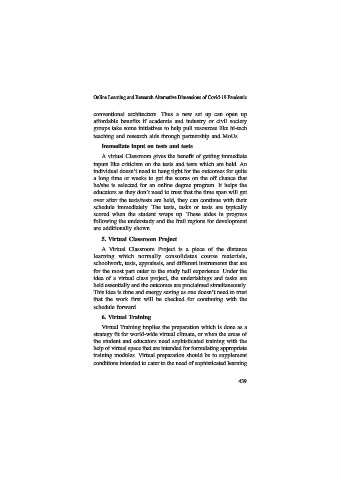 Online Learning and Research Alternative Dimensions of Covid-19 Pandemic
conventional architecture. Thus a new set up can open up
affordable benefits if academia and industry or civil society
groups take some initiatives to help pull resources like hi-tech
teaching and research aids through partnership and MoUs.
Immediate input on tests and tests
A virtual Classroom gives the benefit of getting immediate
inputs like criticism on the tests and tests which are held. An
individual doesn't need to hang tight for the outcomes for quite
a long time or weeks to get the scores on the off chance that
he/she is selected for an online degree program. It helps the
educators as they don't need to trust that the time span will get
over after the tests/tests are held, they can continue with their
schedule immediately. The tests, tasks or tests are typically
scored when the student wraps up. These aides in progress
following the understudy and the frail regions for development
are additionally shown.
5. Virtual Classroom Project
A Virtual Classroom Project is a piece of the distance
learning which normally consolidates course materials,
schoolwork, tests, appraisals, and different instruments that are
for the most part outer to the study hall experience. Under the
idea of a virtual class project, the undertakings and tasks are
held essentially and the outcomes are proclaimed simultaneously.
This idea is time and energy saving as one doesn't need to trust
that the work first will be checked for continuing with the
schedule forward.
6. Virtual Training
Virtual Training implies the preparation which is done as a
strategy fit for world-wide virtual climate, or when the areas of
the student and educators need sophisticated training with the
help of virtual space that are intended for formulating appropriate
training modules. Virtual preparation should be to supplement
conditions intended to cater to the need of sophisticated learning
439